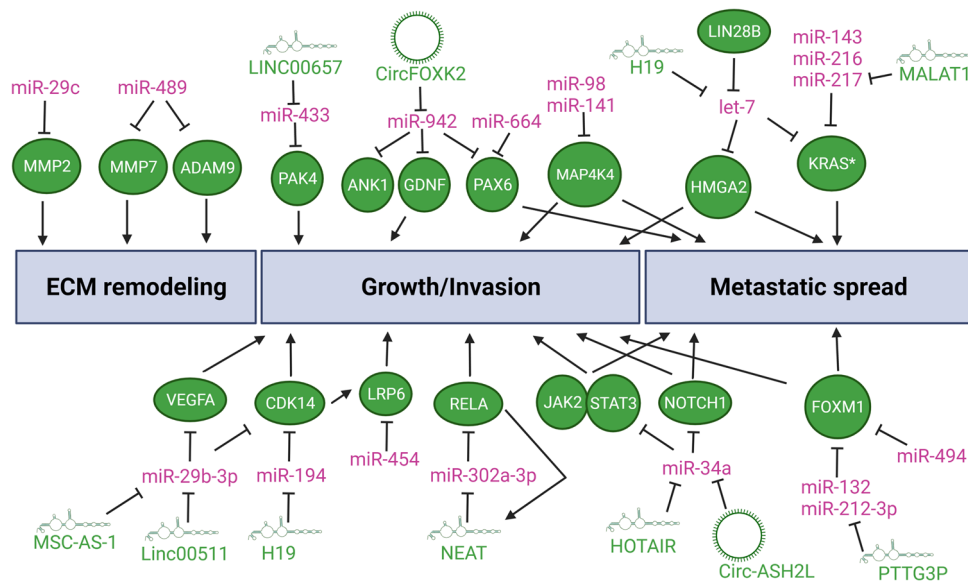 LIN28B
miR-143
miR-216
miR-217
LINC00657
CircFOXK2
H19
MALAT1
miR-29c
miR-489
miR-98
miR-141
miR-433
miR-942
miR-664
let-7
MMP2
MMP7
ADAM9
PAK4
ANK1
GDNF
PAX6
MAP4K4
HMGA2
KRAS*
ECM remodeling
Growth/Invasion
Metastatic spread
VEGFA
CDK14
LRP6
RELA
JAK2
STAT3
NOTCH1
FOXM1
miR-454
miR-494
miR-29b-3p
miR-194
miR-302a-3p
miR-34a
miR-132
miR-212-3p
MSC-AS-1
Linc00511
H19
NEAT
HOTAIR
Circ-ASH2L
PTTG3P